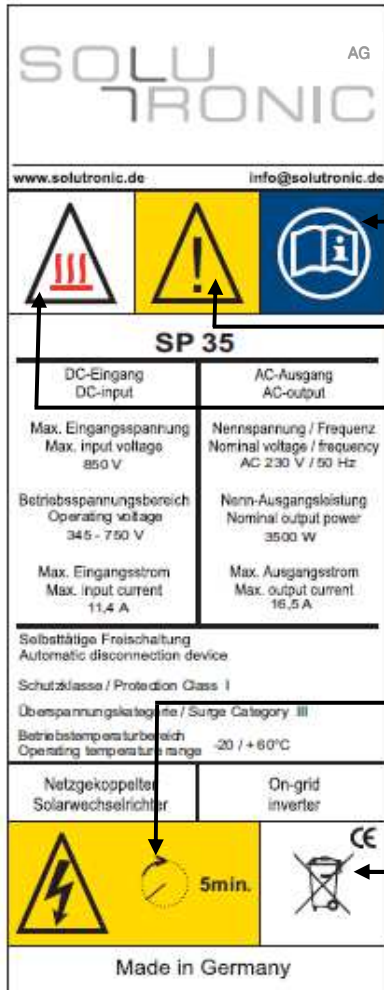 SOLU
TRONIC
AG
www.solutronic.de
info@solutronic.de
SP 35
DC-Eingang
DC-input
AC-Ausgang
AC-output
Max. Eingangsspannung
Max. input voltage
850 V
Nennspannung / Frequenz
Nominal voltage / frequency
AC 230 V / 50 Hz
Betriebsspannungsbereich
Operating voltage
345 - 750 V
Nenn-Ausgangsleistung
Nominal output power
3500 W
Max. Eingangsstrom
Max. input current
11,4 A
Max. Ausgangsstrom
Max. output current
16,5 A
Selbsttätige Freischaltung
Automatic disconnection device
Schutzklasse / Protection Class I
Überspannungskategorie / Surge Category III
Betriebstemperaturbereich
Operating temperature range -20 / +60°C
Netzgekoppelter
Solarwechselrichter
On-grid
inverter
5min.
CE
Made in Germany